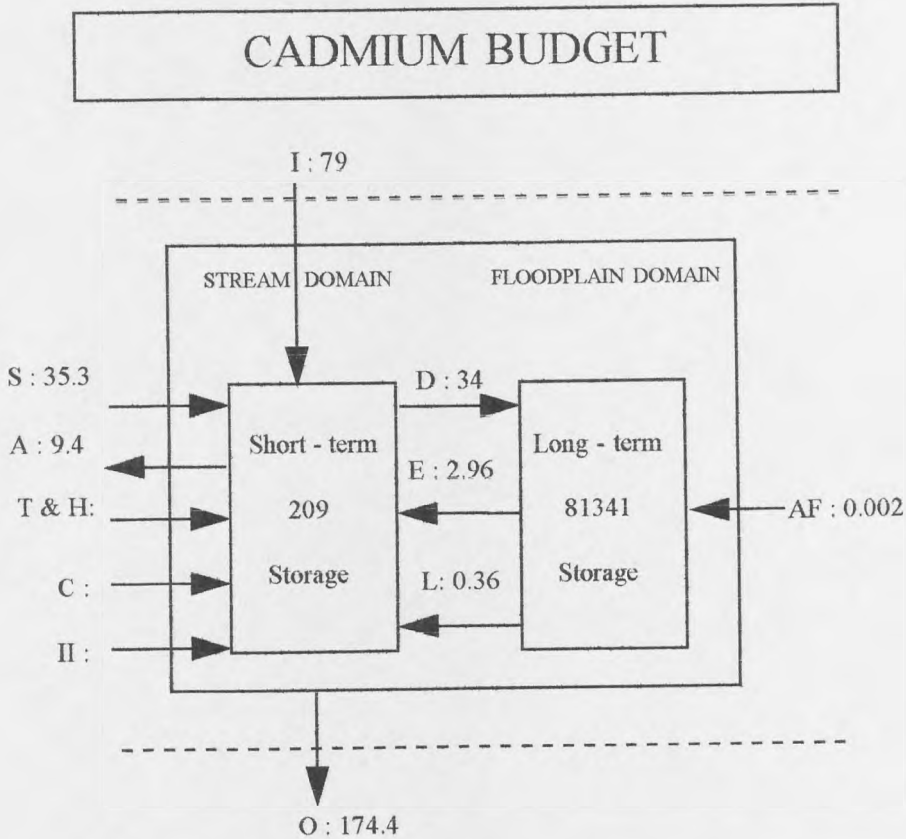 CADMIUM BUDGET
I : 79
STREAM DOMAIN
FLOODPLAIN DOMAIN
S : 35.3
A : 9.4
T & H:
C :
II :
Short - term
209
Storage
D : 34
E : 2.96
L: 0.36
Long - term
81341
Storage
AF : 0.002
O : 174.4